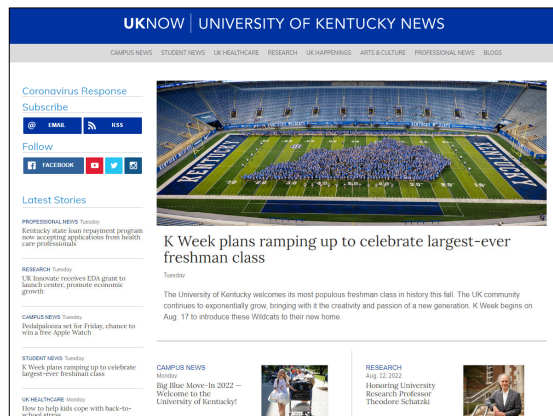 UKNOW | UNIVERSITY OF KENTUCKY NEWS
CAMPUS NEWS STUDENT NEWS UK HEALTHCARE RESEARCH UK HAPPENINGS ARTS & CULTURE PROFESSIONAL NEWS BLOGS
Coronavirus Response
Subscribe
@ EMAIL RSS
Follow
FACEBOOK
Latest Stories
PROFESSIONAL NEWS Tuesday
Kentucky state loan repayment program
now accepting applications from health
care professionals
RESEARCH Tuesday
UK Innovate receives EDA grant to
launch center, promote economic
growth
CAMPUS NEWS Tuesday
Pedalpalooza set for Friday, chance to
win a free Apple Watch
STUDENT NEWS Tuesday
K Week plans ramping up to celebrate
largest-ever freshman class
UK HEALTHCARE Monday
How to help kids cope with back-to-
school stress
KENTUCKY
K Week plans ramping up to celebrate largest-ever
freshman class
Tuesday
The University of Kentucky welcomes its most populous freshman class in history this fall. The UK community
continues to exponentially grow, bringing with it the creativity and passion of a new generation. K Week begins on
Aug. 17 to introduce these Wildcats to their new home.
CAMPUS NEWS
Monday
Big Blue Move-In 2022 —
Welcome to the
University of Kentucky!
RESEARCH
Aug. 12, 2022
Honoring University
Research Professor
Theodore Schatzki